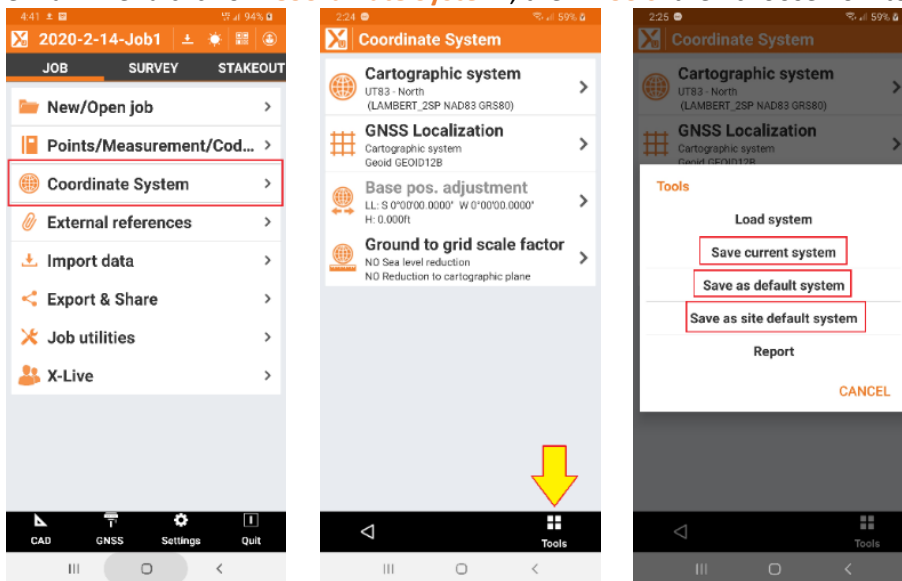 4:41 94%
2020-2-14-Job1
JOB SURVEY STAKEOUT
New/Open job
Points/Measurement/Cod...
Coordinate System
External references
Import data
Export & Share
Job utilities
X-Live
CAD GNSS Settings Quit
2:24 59%
Coordinate System
Cartographic system
UT83 - North
(LAMBERT_2SP NAD83 GRS80)
GNSS Localization
Cartographic system
Geoid GEOID12B
Base pos. adjustment
LL: S 0°00'00.0000" W 0°00'00.0000"
H: 0.000ft
Ground to grid scale factor
NO Sea level reduction
NO Reduction to cartographic plane
Tools
2:25 59%
Coordinate System
Cartographic system
UT83 - North
(LAMBERT_2SP NAD83 GRS80)
GNSS Localization
Cartographic system
Geoid GEOID12B
Tools
Load system
Save current system
Save as default system
Save as site default system
Report
CANCEL
Tools